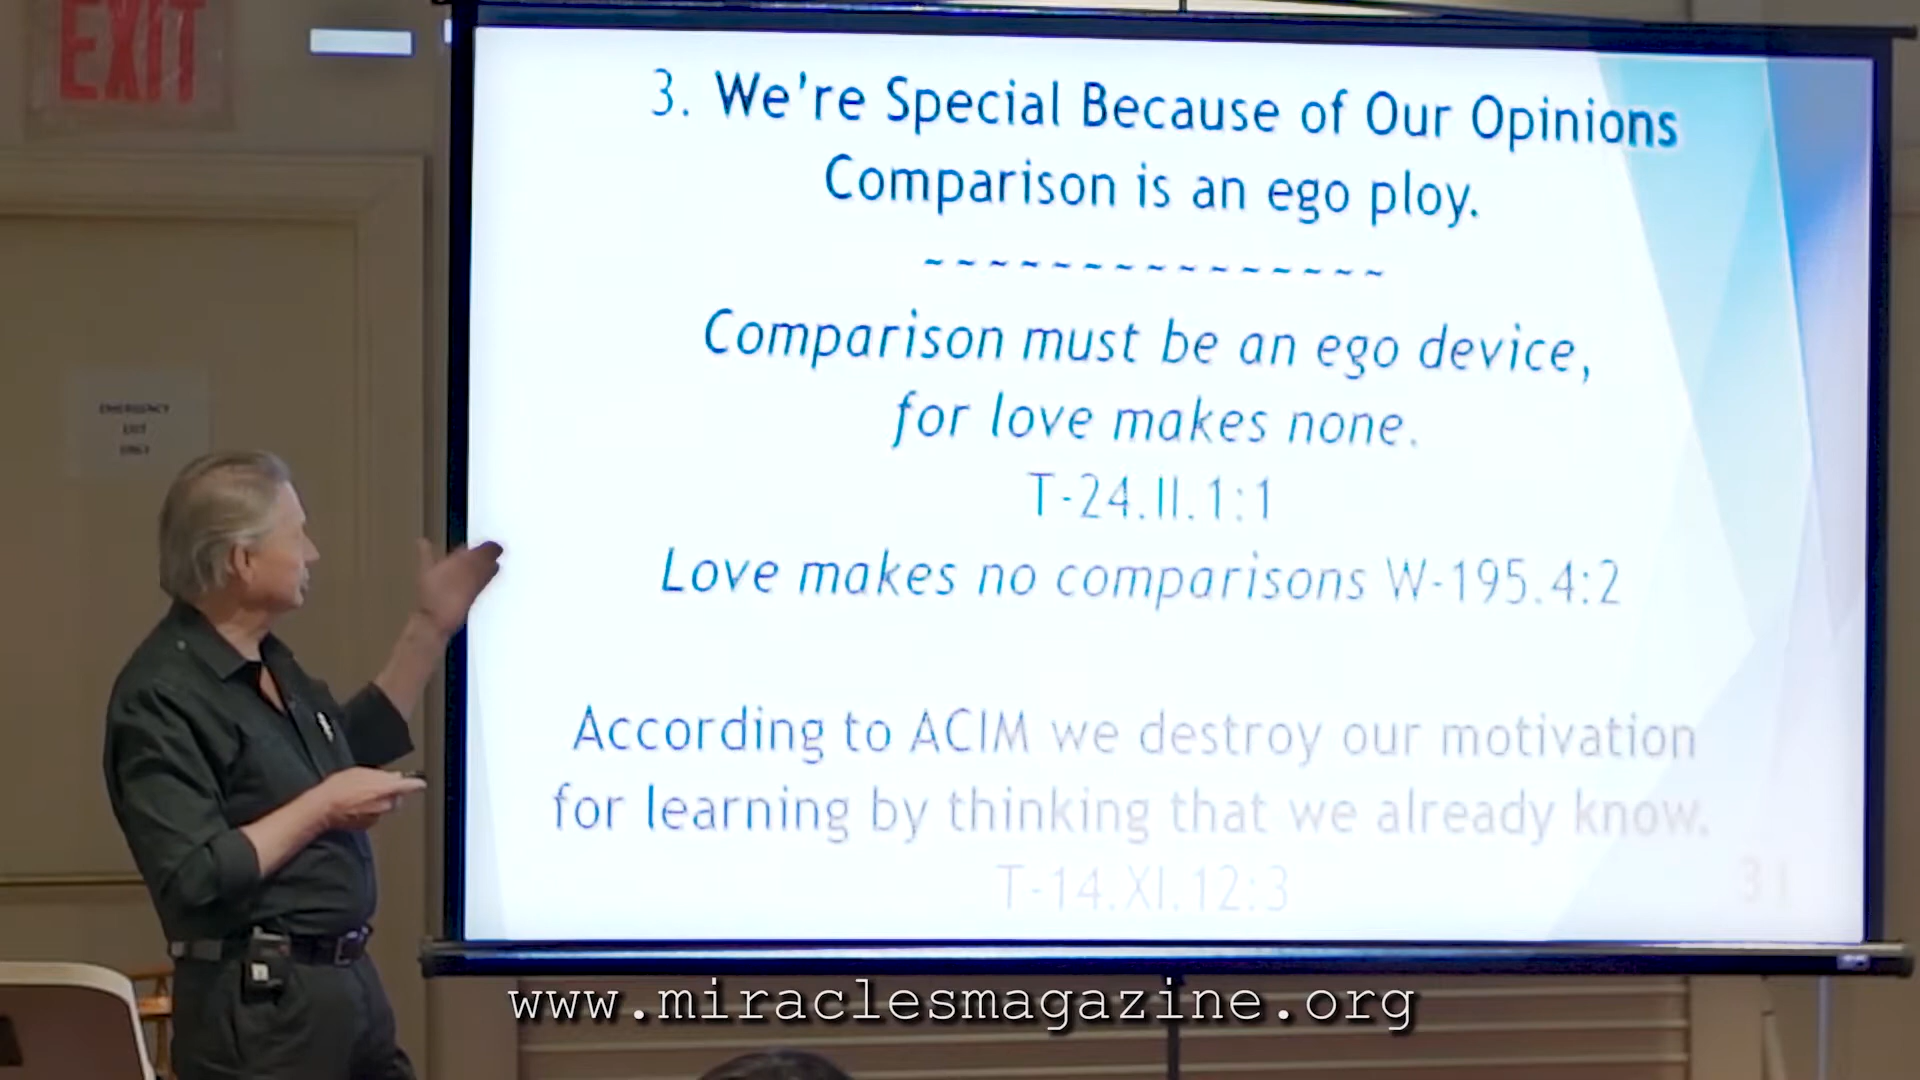 EXIT
3. We're Special Because of Our Opinions
Comparison is an ego ploy.
~~~~~~~~~~~~~~~
Comparison must be an ego device,
for love makes none.
T-24.II.1:1
Love makes no comparisons W-195.4:2
According to ACIM we destroy our motivation
for learning by thinking that we already know.
T-14.XI.12:3
31
EMERGENCY
EXIT
ONLY
www.miraclesmagazine.org